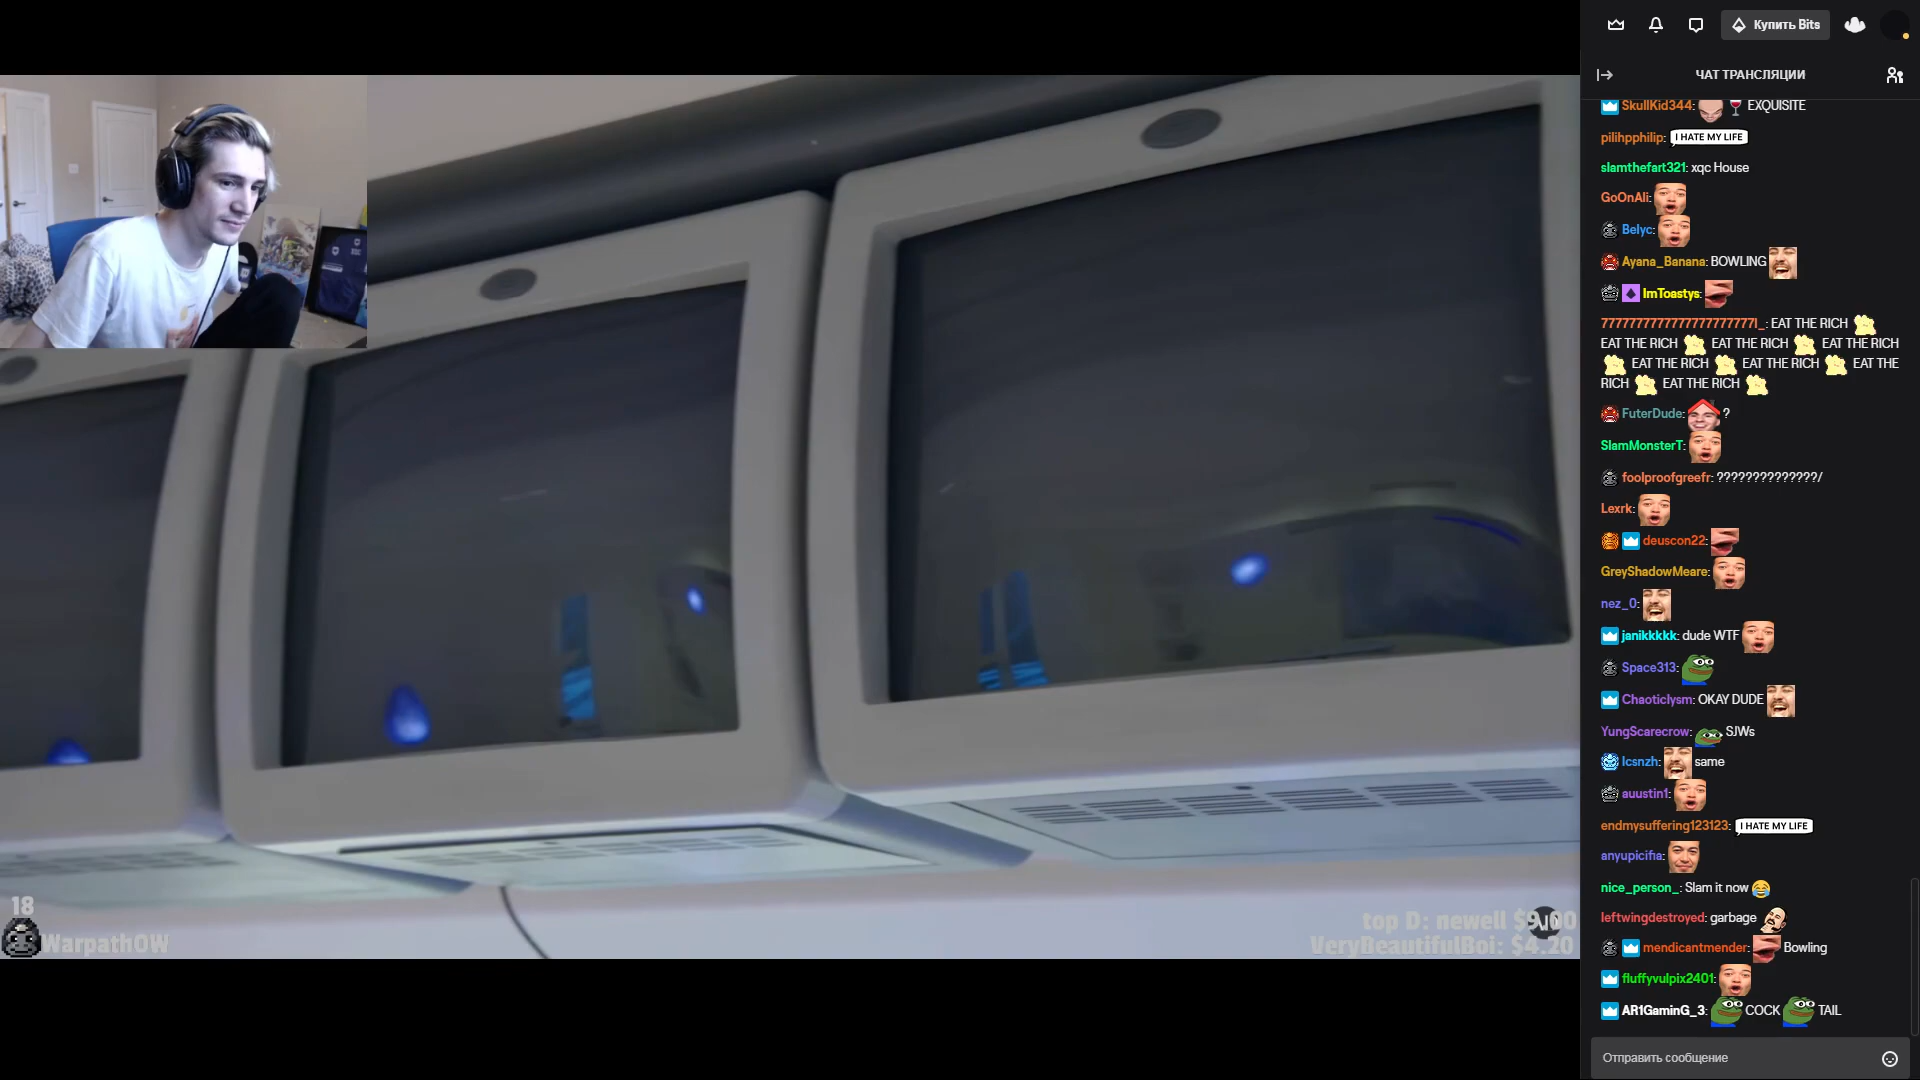 Купить Bits
ЧАТ ТРАНСЛЯЦИИ
SkullKid344: EXQUISITE
pilihpphilip: I HATE MY LIFE
slamthefart321: xqc House
GoOnAli:
Belyc:
Ayana_Banana: BOWLING
ImToastys:
: EAT THE RICH
EAT THE RICH EAT THE RICH EAT THE RICH
EAT THE RICH EAT THE RICH EAT THE
RICH EAT THE RICH
FuterDude: ?
SlamMonsterT:
foolproofgreefr: ??????????????/
Lexrk:
deuscon22:
GreyShadowMeare:
nez_0:
janikkkkk: dude WTF
Space313:
Chaoticlysm: OKAY DUDE
YungScarecrow: SJWs
same
auustin1:
endmysuffering123123: I HATE MY LIFE
anyupicifia:
nice_person_: Slam it now
leftwingdestroyed: garbage
mendicantmender: Bowling
fluffyvulpix2401:
AR1GaminG_3: COCK TAIL
Отправить сообщение
18
WarpathOW
top D: newell $9.00
VeryBeautifulBoi: $4.20